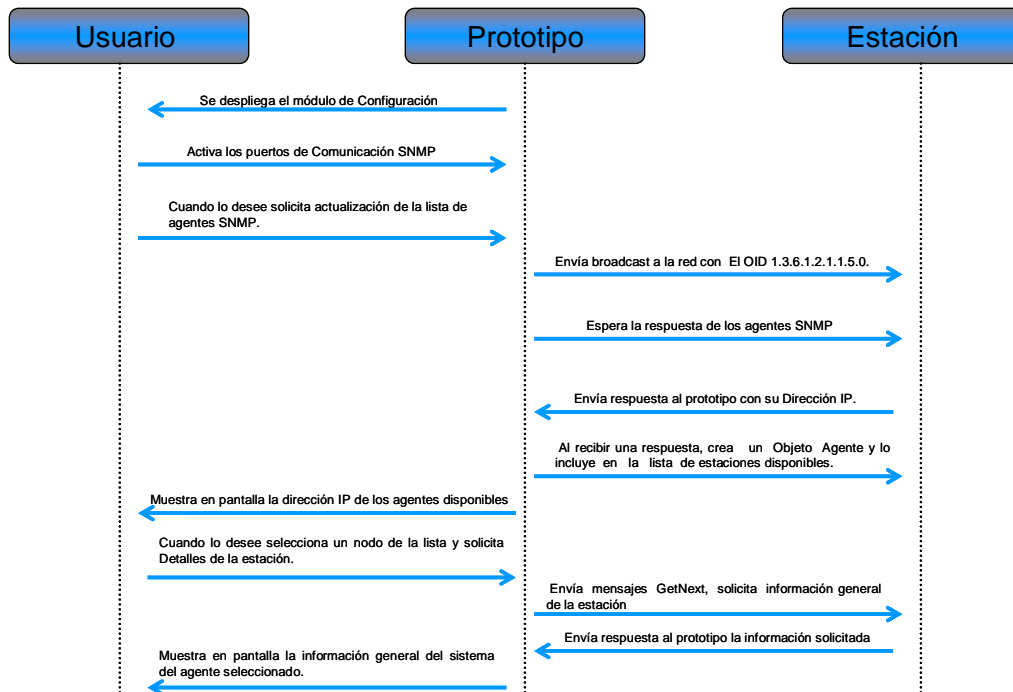 Usuario
Prototipo
Estación
Se despliega el módulo de Configuración
Activa los puertos de Comunicación SNMP
Cuando lo desee solicita actualización de la lista de
agentes SNMP.
Envía broadcast a la red con El OID 1.3.6.1.2.1.1.5.0.
Espera la respuesta de los agentes SNMP
Envía respuesta al prototipo con su Dirección IP.
Al recibir una respuesta, crea un Objeto Agente y lo
incluye en la lista de estaciones disponibles.
Muestra en pantalla la dirección IP de los agentes disponibles
Cuando lo desee selecciona un nodo de la lista y solicita
Detalles de la estación.
Envía mensajes GetNext, solicita información general
de la estación
Envía respuesta al prototipo la información solicitada
Muestra en pantalla la información general del sistema
del agente seleccionado.